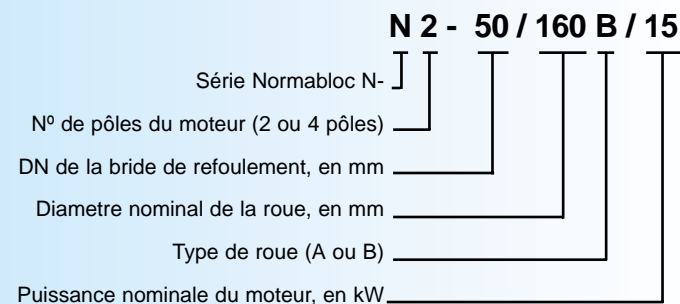 N 2 - 50 / 160 B / 15
Série Normabloc N-
Nº de pôles du moteur (2 ou 4 pôles)
DN de la bride de refoulement, en mm
Diametre nominal de la roue, en mm
Type de roue (A ou B)
Puissance nominale du moteur, en kW